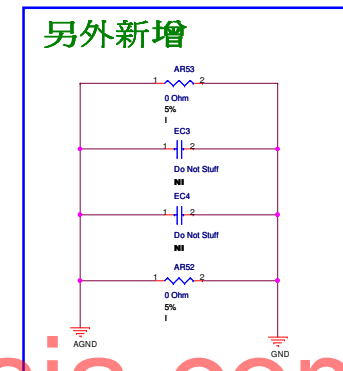 另外新增
AR53
1 2
0 Ohm
5%
I
EC3
1 2
Do Not Stuff
NI
EC4
1 2
Do Not Stuff
NI
AR52
1 2
0 Ohm
5%
I
AGND
GND